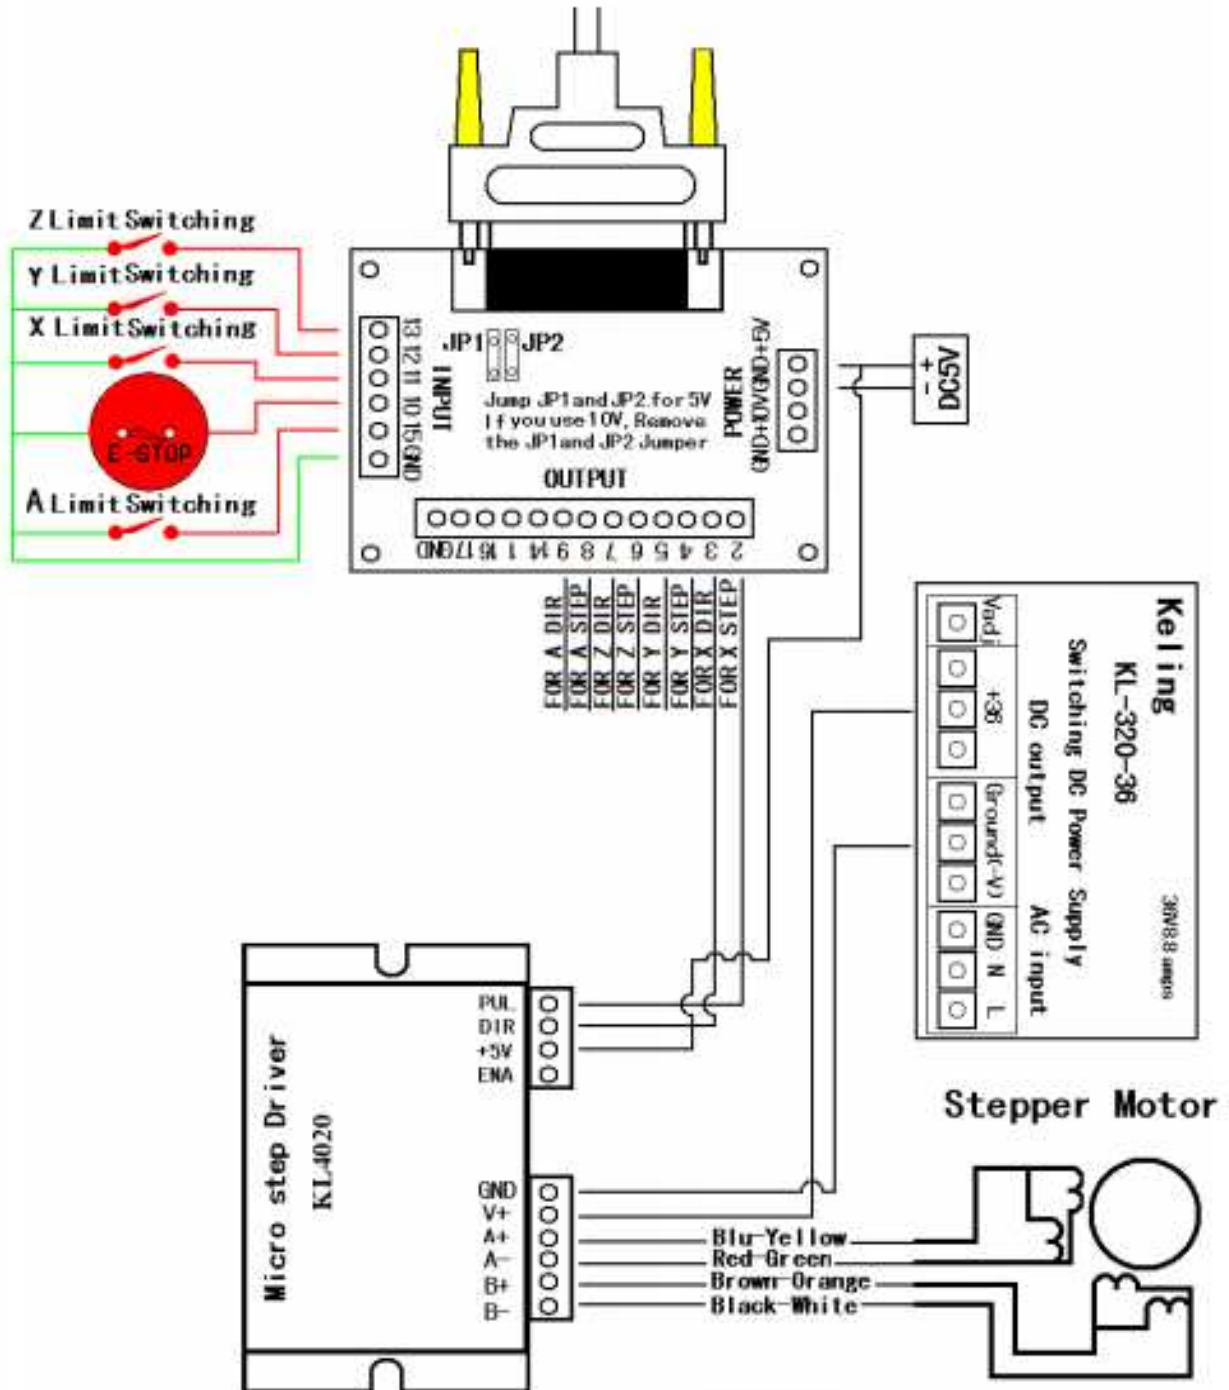 Z Limit Switching
Y Limit Switching
X Limit Switching
E-STOP
A Limit Switching
13
12
11
10
15
GND
INPUT
JP1
JP2
Jump JP1 and JP2 for 5V
If you use 10V, Remove
the JP1 and JP2 Jumper
POWER
GND+10V GND+5V
DC5V
+
-
OUTPUT
GND 17 16 1 14 9 8 7 6 5 4 3 2
FOR A DIR
FOR A STEP
FOR Z DIR
FOR Z STEP
FOR Y DIR
FOR Y STEP
FOR X DIR
FOR X STEP
Keling
KL-320-36
Switching DC Power Supply
DC output
AC input
36V/8.8 amps
Vadj
+36
Ground(-V)
GND
N
L
Micro step Driver
KL4020
PUL
DIR
+5V
ENA
GND
V+
A+
A-
B+
B-
Stepper Motor
Blu-Yellow
Red-Green
Brown-Orange
Black-White